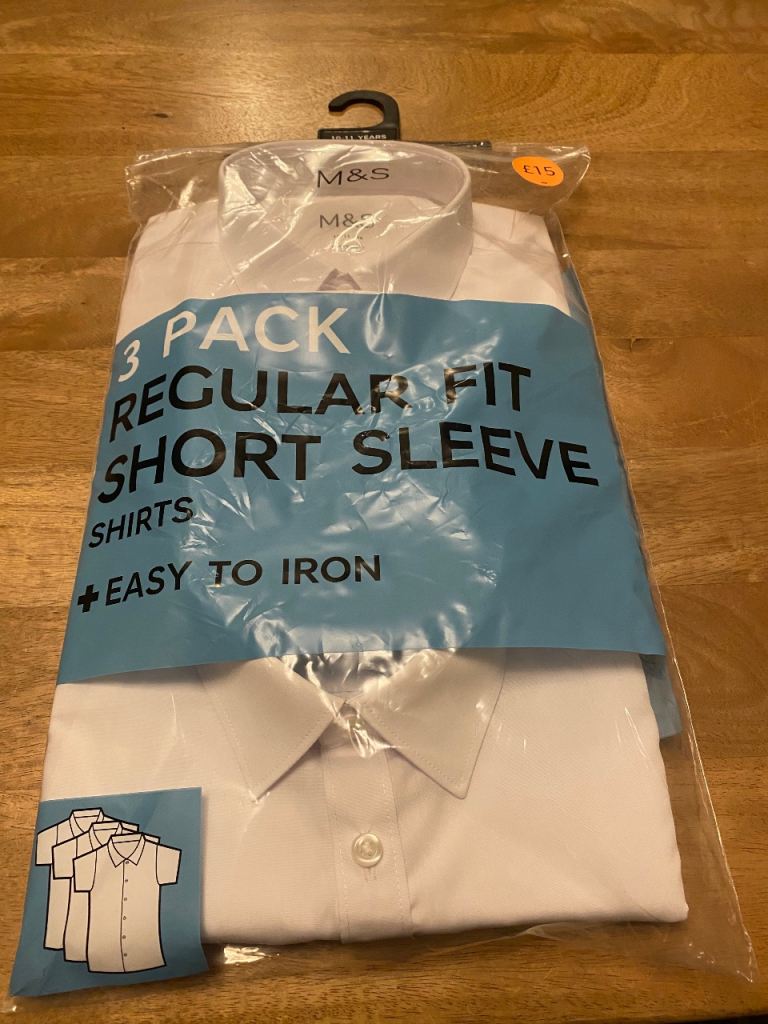 10-11 YEARS
M&S
£15
M&S
3 PACK
REGULAR FIT
SHORT SLEEVE
SHIRTS
+EASY TO IRON